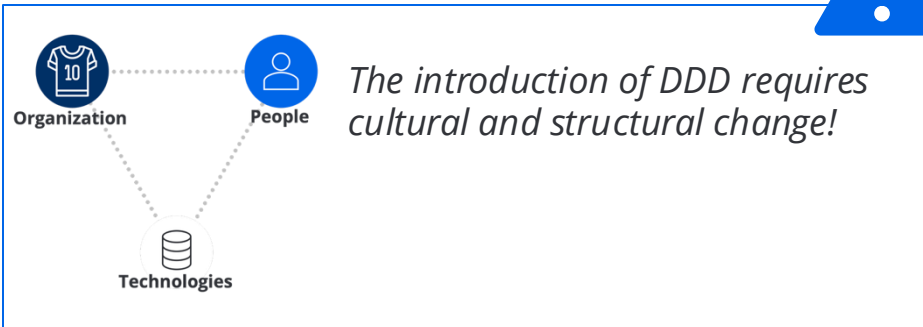 10
Organization
People
The introduction of DDD requires
cultural and structural change!
Technologies